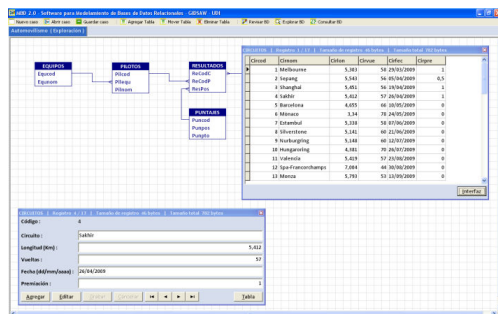 MBD 2.0 - Software para Modelamiento de Bases de Datos Relacionales - GIDSAW - UDI
Nuevo caso Abrir caso Guardar caso Agregar Tabla Mover Tabla Eliminar Tabla Revisar BD Explorar BD Consultar BD
Automovilismo (Exploración)
EQUIPOS
Equcod
Equnom
PILOTOS
Pilcod
Pilequ
Pilnom
RESULTADOS
ReCodC
ReCodP
ResPos
PUNTAJES
Puncod
Punpos
Punpto
CIRCUITOS | Registro 1 / 13 | Tamaño de registro 46 bytes | Tamaño total 782 bytes
Circod Cirnom Cirlon Cirvue Cirfec Cirpre
1 Melbourne 5,303 58 29/03/2009 1
2 Sepang 5,543 56 05/04/2009 0,5
3 Shanghai 5,451 56 19/04/2009 1
4 Sakhir 5,412 57 26/04/2009 1
5 Barcelona 4,655 66 10/05/2009 0
6 Mónaco 3,34 78 24/05/2009 0
7 Estambul 5,338 58 07/06/2009 0
8 Silverstone 5,141 60 21/06/2009 0
9 Nurburgring 5,148 60 12/07/2009 0
10 Hungaroring 4,381 70 26/07/2009 0
11 Valencia 5,419 57 23/08/2009 0
12 Spa-Francorchamps 7,004 44 30/08/2009 0
13 Monza 5,793 53 13/09/2009 0
Interfaz
CIRCUITOS | Registro 4 / 13 | Tamaño de registro 46 bytes | Tamaño total 782 bytes
Código : 4
Circuito : Sakhir
Longitud (Km) : 5,412
Vueltas : 57
Fecha (dd/mm/aaaa) : 26/04/2009
Premiación : 1
Agregar Editar Tabla